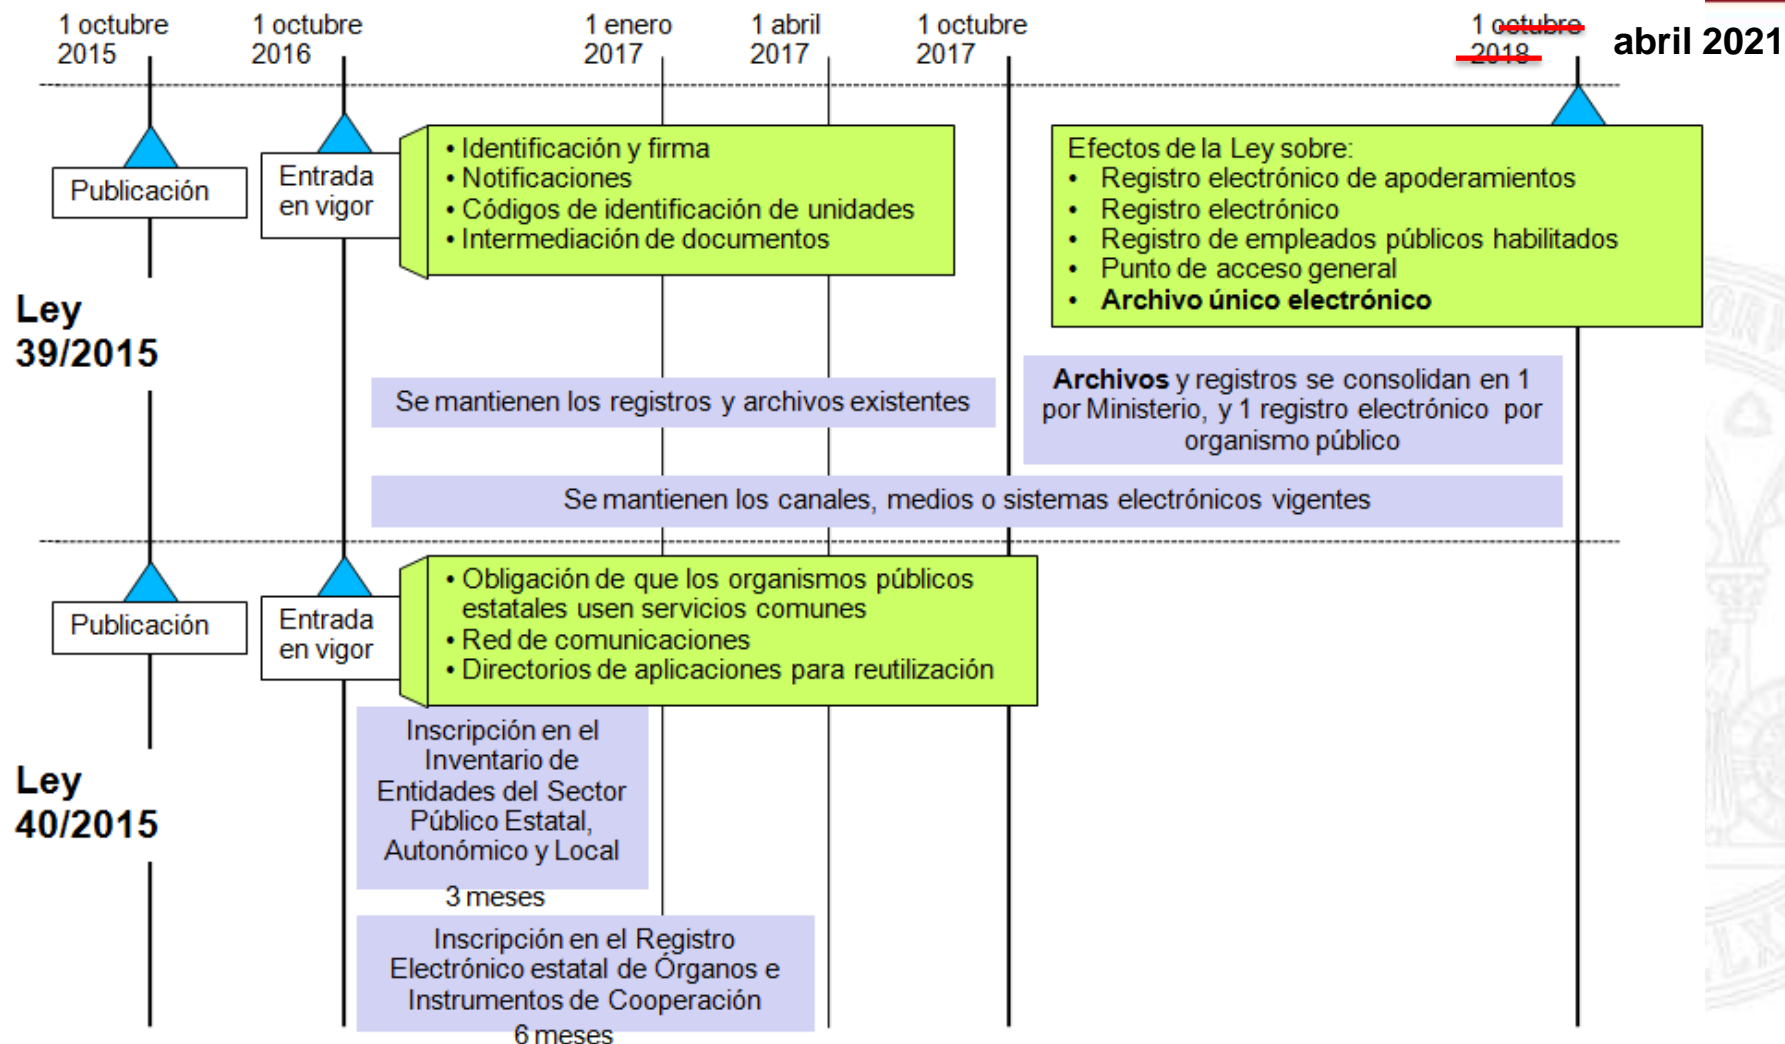 1 octubre
2015
1 octubre
2016
1 enero
2017
1 abril
2017
1 octubre
2017
1 octubre
2018
abril 2021
Ley
39/2015
Publicación
Entrada
en vigor
• Identificación y firma
• Notificaciones
• Códigos de identificación de unidades
• Intermediación de documentos
Efectos de la Ley sobre:
• Registro electrónico de apoderamientos
• Registro electrónico
• Registro de empleados públicos habilitados
• Punto de acceso general
• Archivo único electrónico
Se mantienen los registros y archivos existentes
Archivos y registros se consolidan en 1
por Ministerio, y 1 registro electrónico por
organismo público
Se mantienen los canales, medios o sistemas electrónicos vigentes
Ley
40/2015
Publicación
Entrada
en vigor
• Obligación de que los organismos públicos
estatales usen servicios comunes
• Red de comunicaciones
• Directorios de aplicaciones para reutilización
Inscripción en el
Inventario de
Entidades del Sector
Público Estatal,
Autonómico y Local
3 meses
Inscripción en el Registro
Electrónico estatal de Órganos e
Instrumentos de Cooperación
6 meses